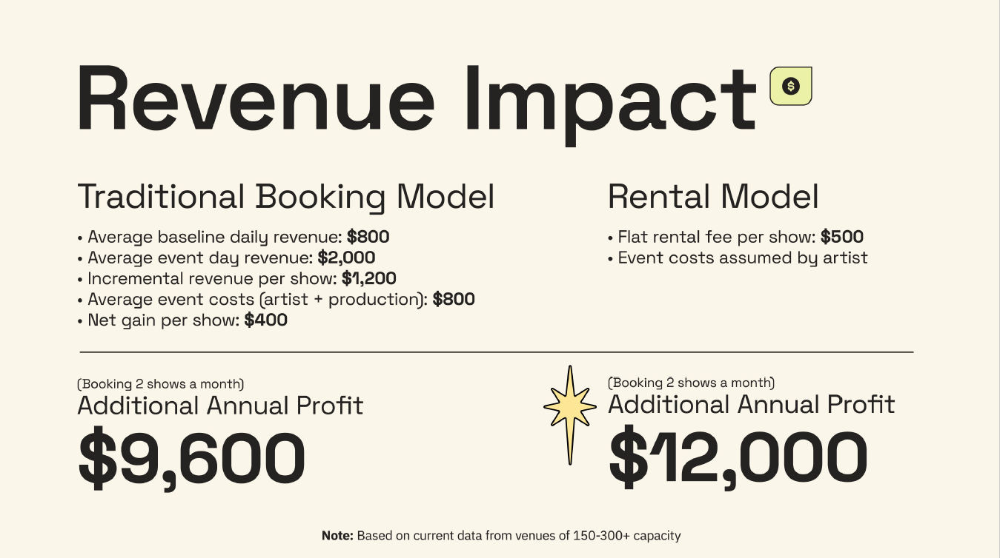 Revenue Impact
$
Traditional Booking Model
• Average baseline daily revenue: $800
• Average event day revenue: $2,000
• Incremental revenue per show: $1,200
• Average event costs (artist + production): $800
• Net gain per show: $400
Rental Model
• Flat rental fee per show: $500
• Event costs assumed by artist
(Booking 2 shows a month)
Additional Annual Profit
$9,600
(Booking 2 shows a month)
Additional Annual Profit
$12,000
Note: Based on current data from venues of 150-300+ capacity